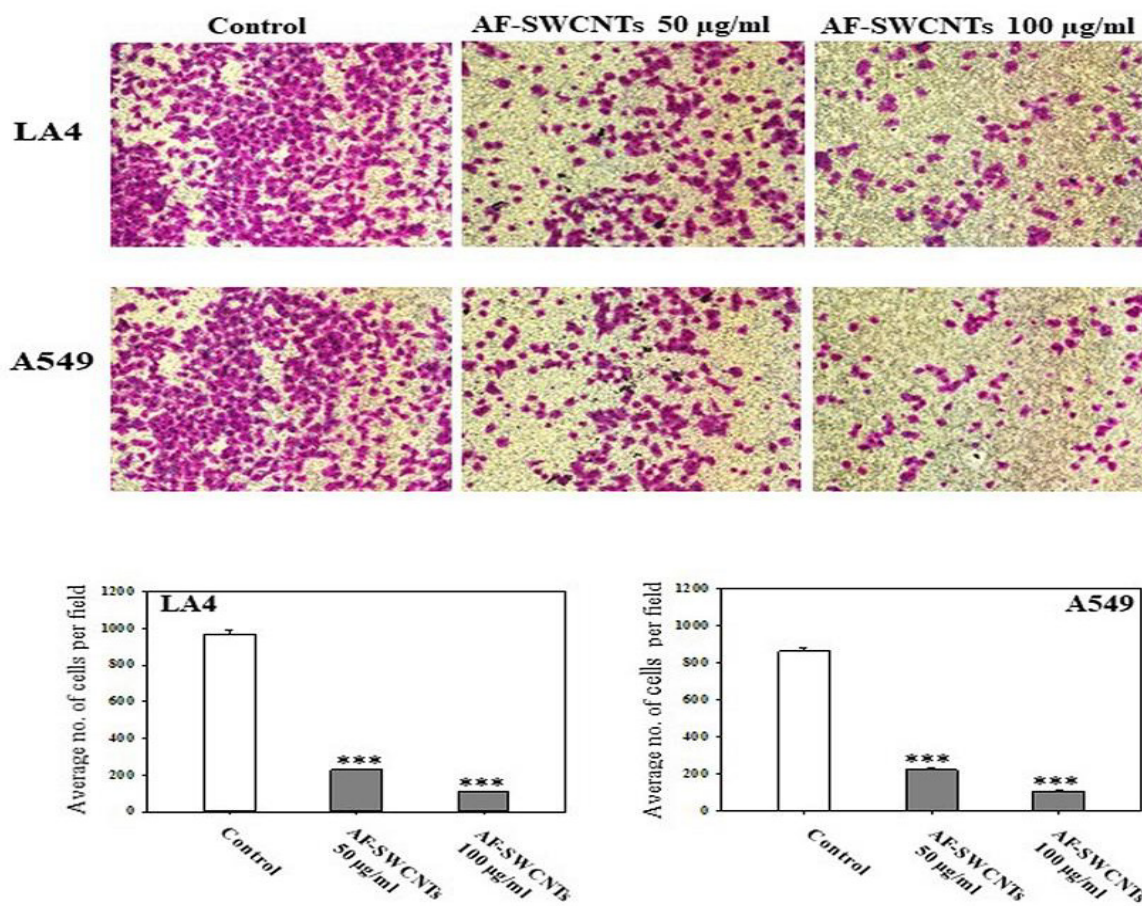 Control
AF-SWCNTs 50 µg/ml
AF-SWCNTs 100 µg/ml
LA4
A549
Average no. of cells per field
1200
1000
800
600
400
200
0
LA4
***
***
Control
AF-SWCNTs
50 µg/ml
AF-SWCNTs
100 µg/ml
Average no. of cells per field
1200
1000
800
600
400
200
0
A549
***
***
Control
AF-SWCNTs
50 µg/ml
AF-SWCNTs
100 µg/ml